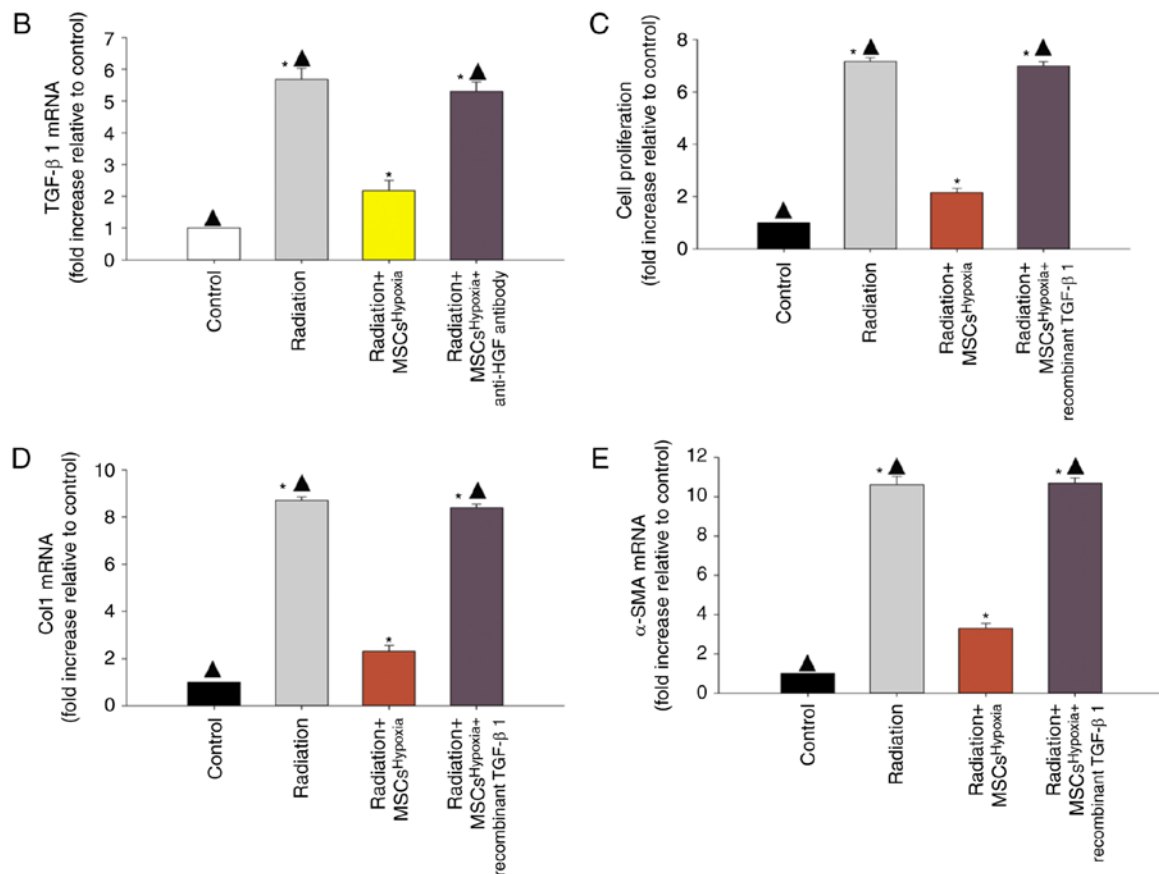 B
TGF-β 1 mRNA
(fold increase relative to control)
7
6
5
4
3
2
1
0
*
*
*
Control
Radiation
Radiation+
MSCsHypoxia
Radiation+
MSCsHypoxia+
anti-HGF antibody
C
Cell proliferation
(fold increase relative to control)
8
6
4
2
0
*
*
*
Control
Radiation
Radiation+
MSCsHypoxia
Radiation+
MSCsHypoxia+
recombinant TGF-β 1
D
Col1 mRNA
(fold increase relative to control)
10
8
6
4
2
0
*
*
*
Control
Radiation
Radiation+
MSCsHypoxia
Radiation+
MSCsHypoxia+
recombinant TGF-β 1
E
α-SMA mRNA
(fold increase relative to control)
12
10
8
6
4
2
0
*
*
*
Control
Radiation
Radiation+
MSCsHypoxia
Radiation+
MSCsHypoxia+
recombinant TGF-β 1